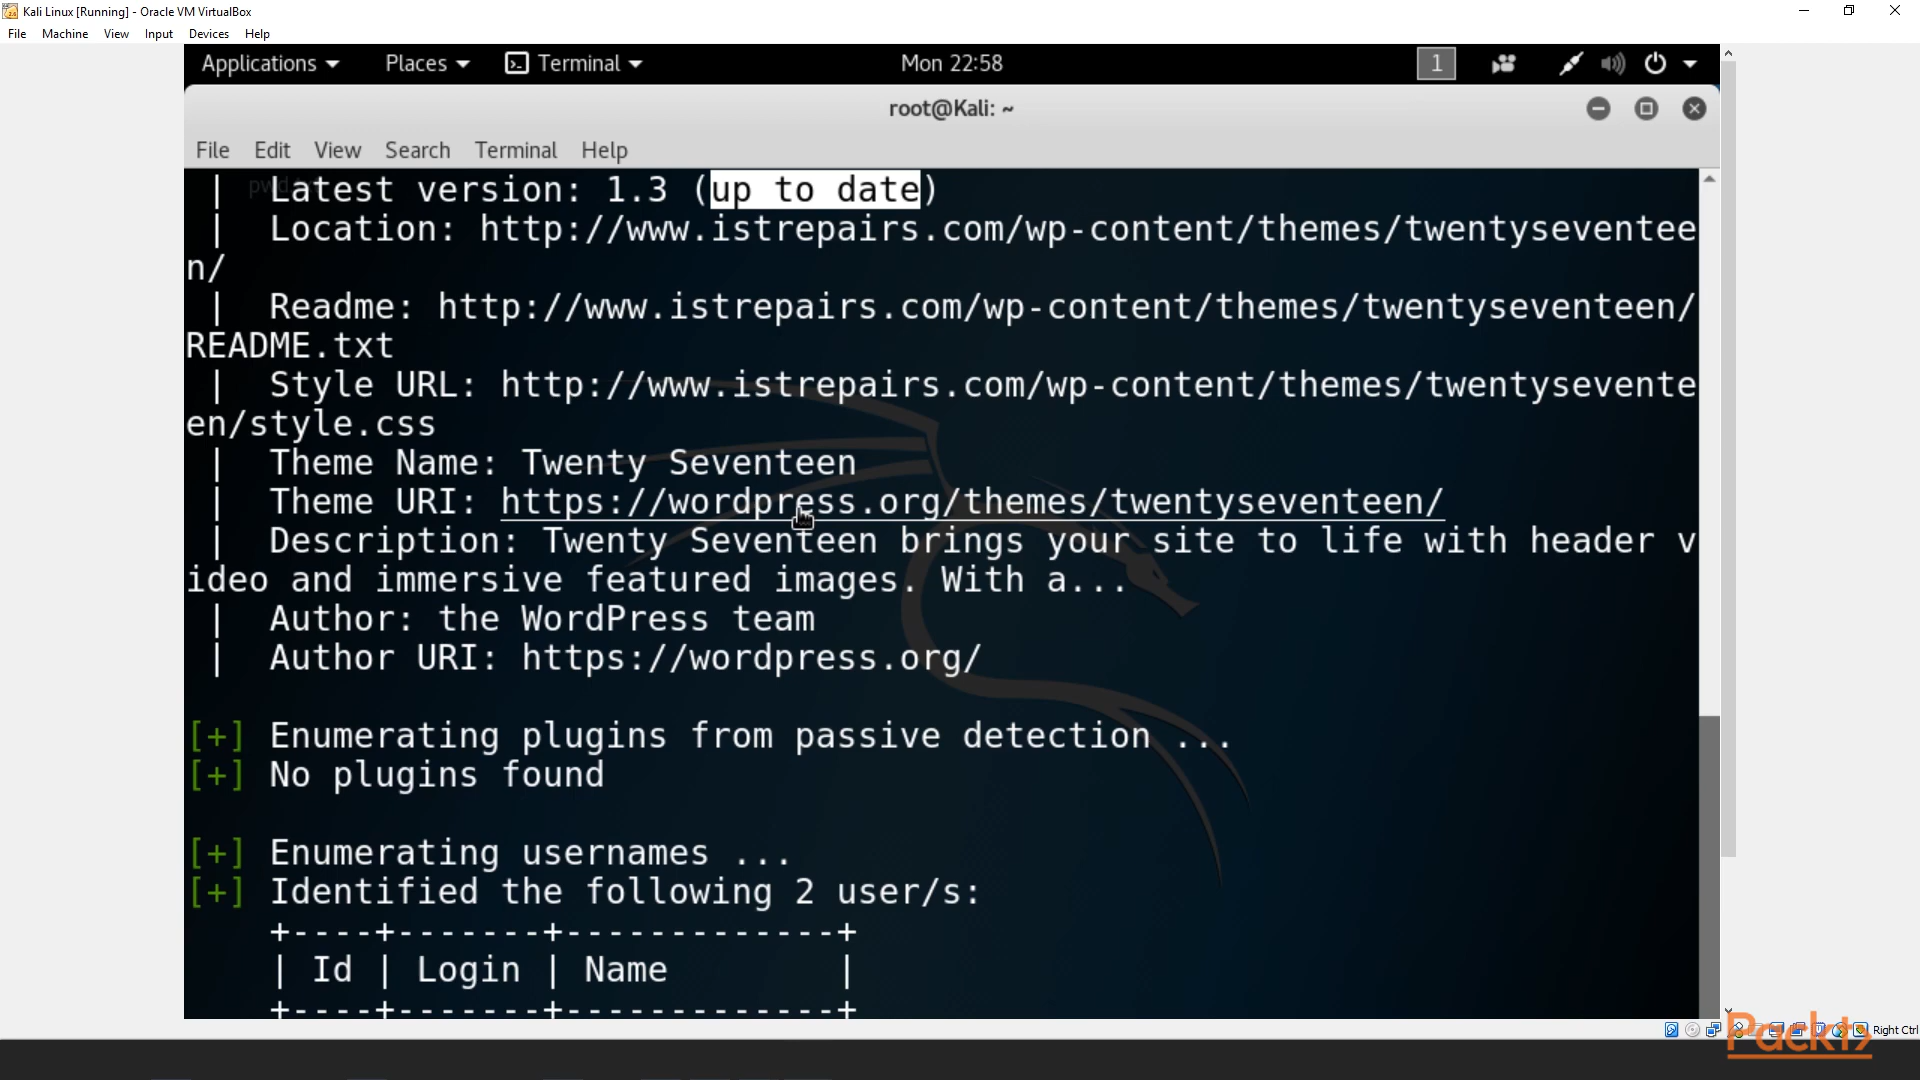 Kali Linux [Running] - Oracle VM VirtualBox
File Machine View Input Devices Help
Applications Places Terminal Mon 22:58 1
root@Kali: ~
File Edit View Search Terminal Help
| Latest version: 1.3 (up to date)
| Location: http://www.istrepairs.com/wp-content/themes/twentyseventee
n/
| Readme: http://www.istrepairs.com/wp-content/themes/twentyseventeen/
README.txt
| Style URL: http://www.istrepairs.com/wp-content/themes/twentysevente
en/style.css
| Theme Name: Twenty Seventeen
| Theme URI: https://wordpress.org/themes/twentyseventeen/
| Description: Twenty Seventeen brings your site to life with header v
ideo and immersive featured images. With a...
| Author: the WordPress team
| Author URI: https://wordpress.org/
[+] Enumerating plugins from passive detection ...
[+] No plugins found
[+] Enumerating usernames ...
[+] Identified the following 2 user/s:
+----+-------+-------------+
| Id | Login | Name        |
+----+-------+-------------+
Right Ctrl
Packt>